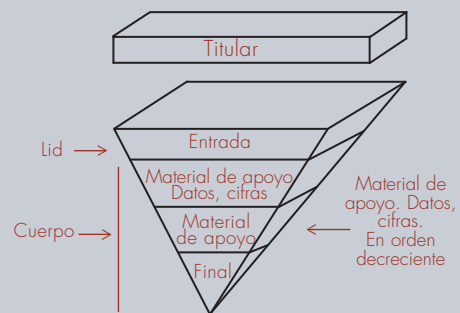 Titular
Entrada
Lid
Material de apoyo
Datos, cifras
Material
de apoyo
Cuerpo
Final
Material de
apoyo. Datos,
cifras.
En orden
decreciente